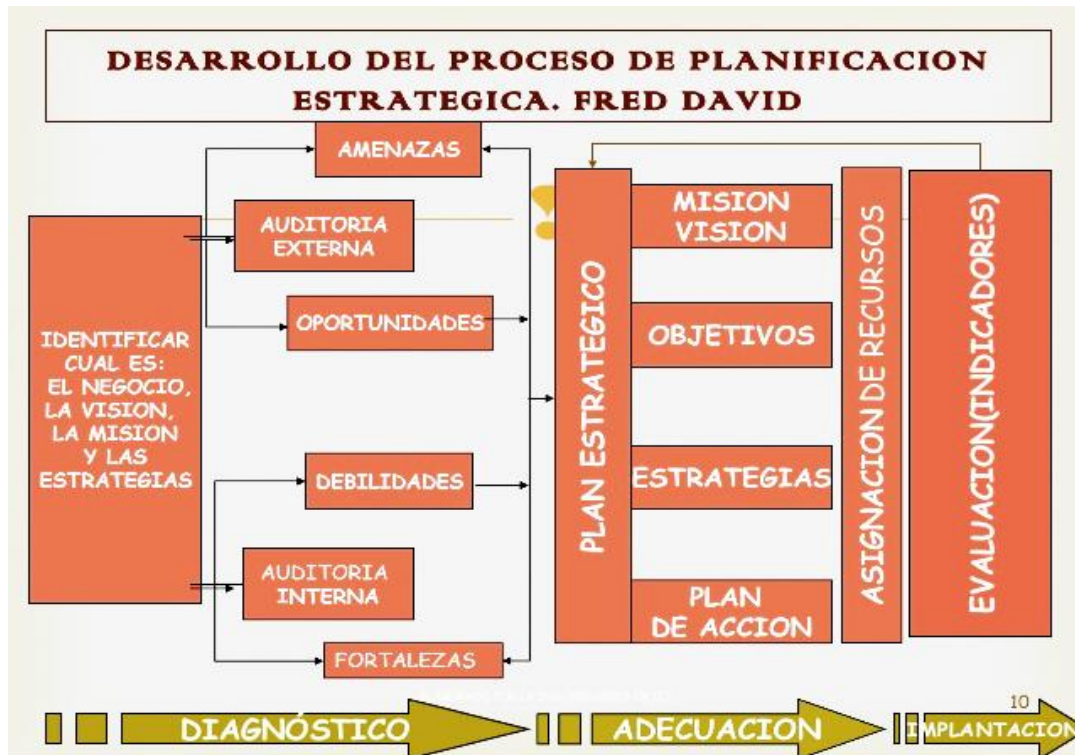 DESARROLLO DEL PROCESO DE PLANIFICACION
ESTRATEGICA. FRED DAVID
AMENAZAS
AUDITORIA
EXTERNA
OPORTUNIDADES
IDENTIFICAR
CUAL ES:
EL NEGOCIO,
LA VISION,
LA MISION
Y LAS
ESTRATEGIAS
DEBILIDADES
AUDITORIA
INTERNA
FORTALEZAS
PLAN ESTRATEGICO
MISION
VISION
OBJETIVOS
ESTRATEGIAS
PLAN
DE ACCION
ASIGNACION DE RECURSOS
EVALUACION(INDICADORES)
10
DIAGNÓSTICO
ADECUACION
IMPLANTACION